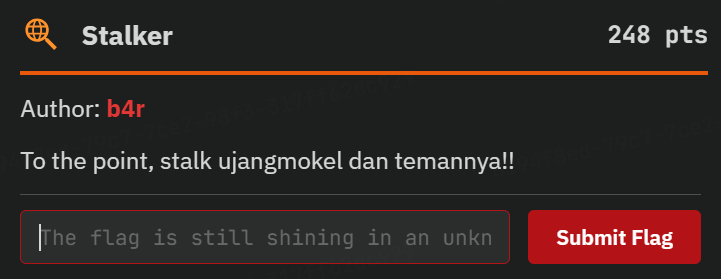 Stalker 248 pts
Author: b4r
To the point, stalk ujangmokel dan temannya!!
The flag is still shining in an unkn Submit Flag